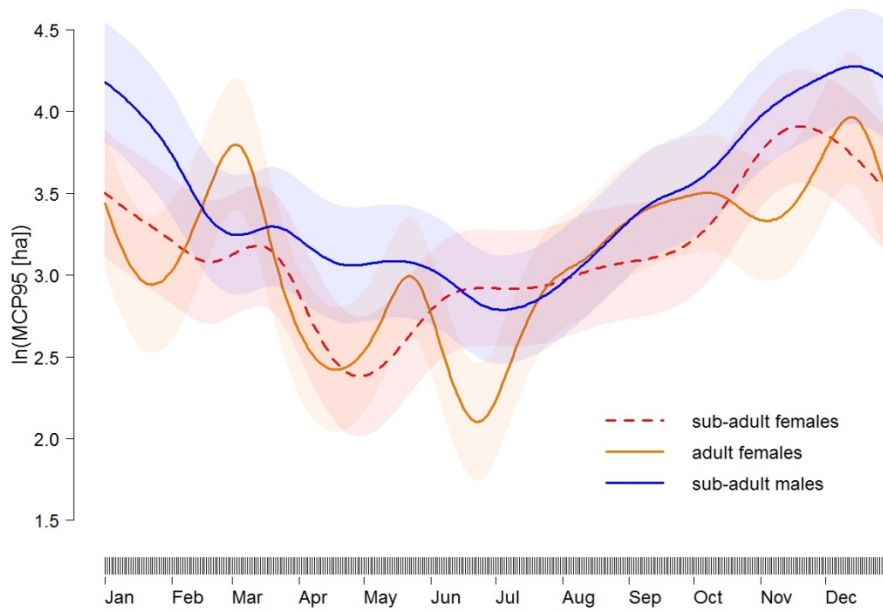 ln(MCP95 [ha])
4.5
4.0
3.5
3.0
2.5
2.0
1.5
sub-adult females
adult females
sub-adult males
Jan Feb Mar Apr May Jun Jul Aug Sep Oct Nov Dec